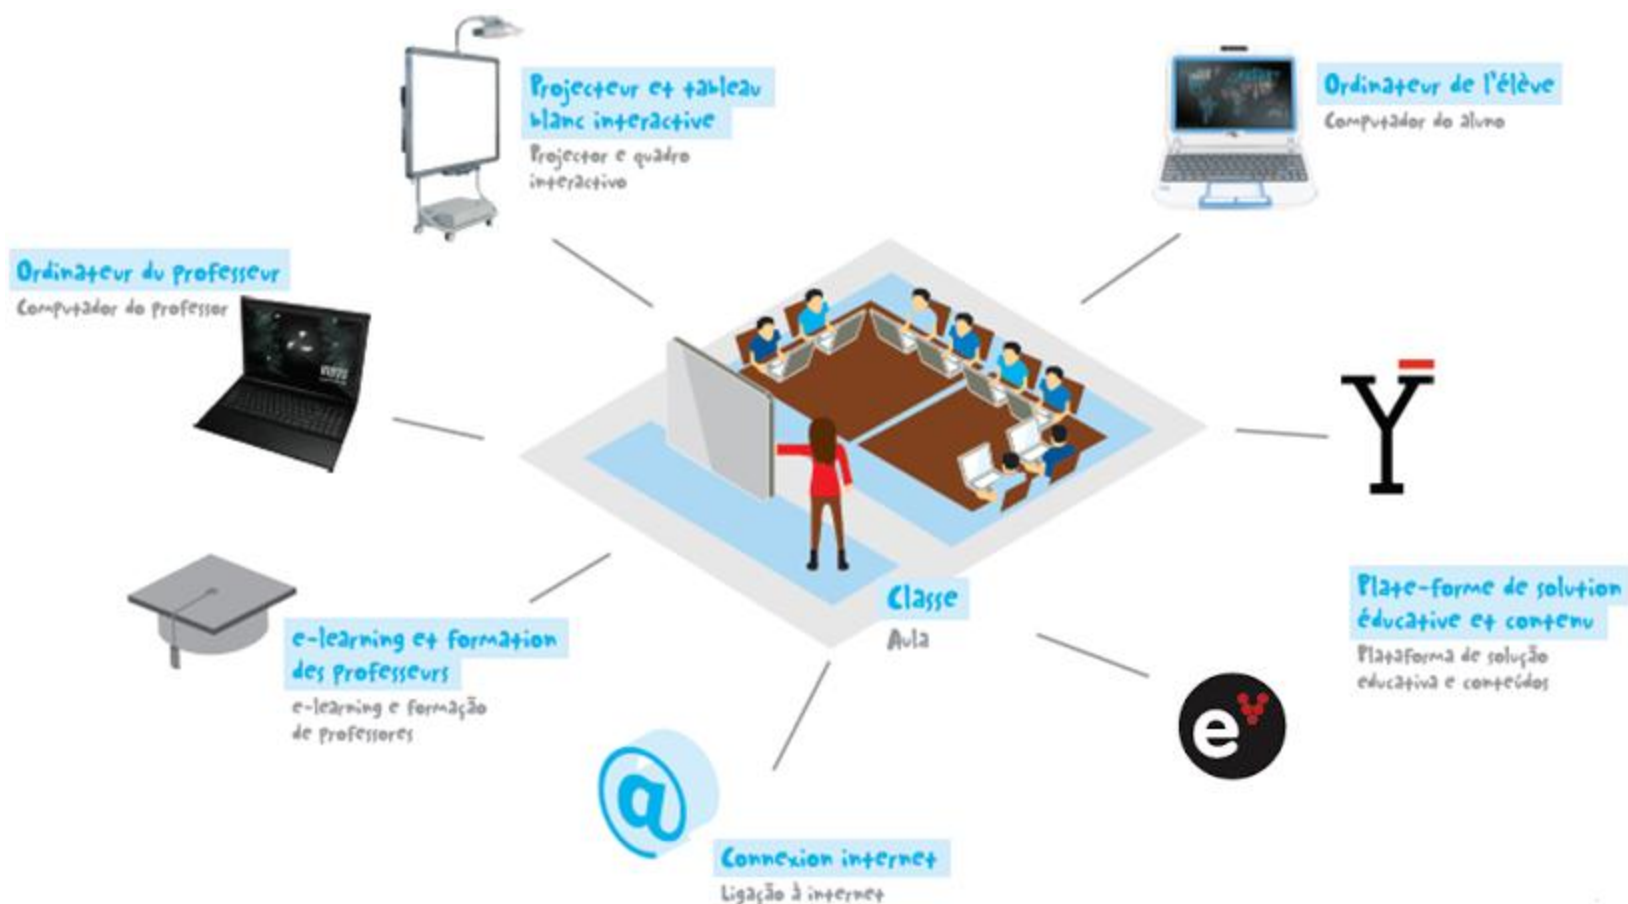 Projecteur et tableau
blanc interactive
Projector e quadro
interactivo
Ordinateur de l'élève
Computador do aluno
Ordinateur du professeur
Computador do professor
Y
Classe
Aula
Plate-forme de solution
éducative et contenu
Plataforma de solução
educativa e conteúdos
e-learning et formation
des professeurs
e-learning e formação
de professores
e
@
Connexion internet
Ligação à internet